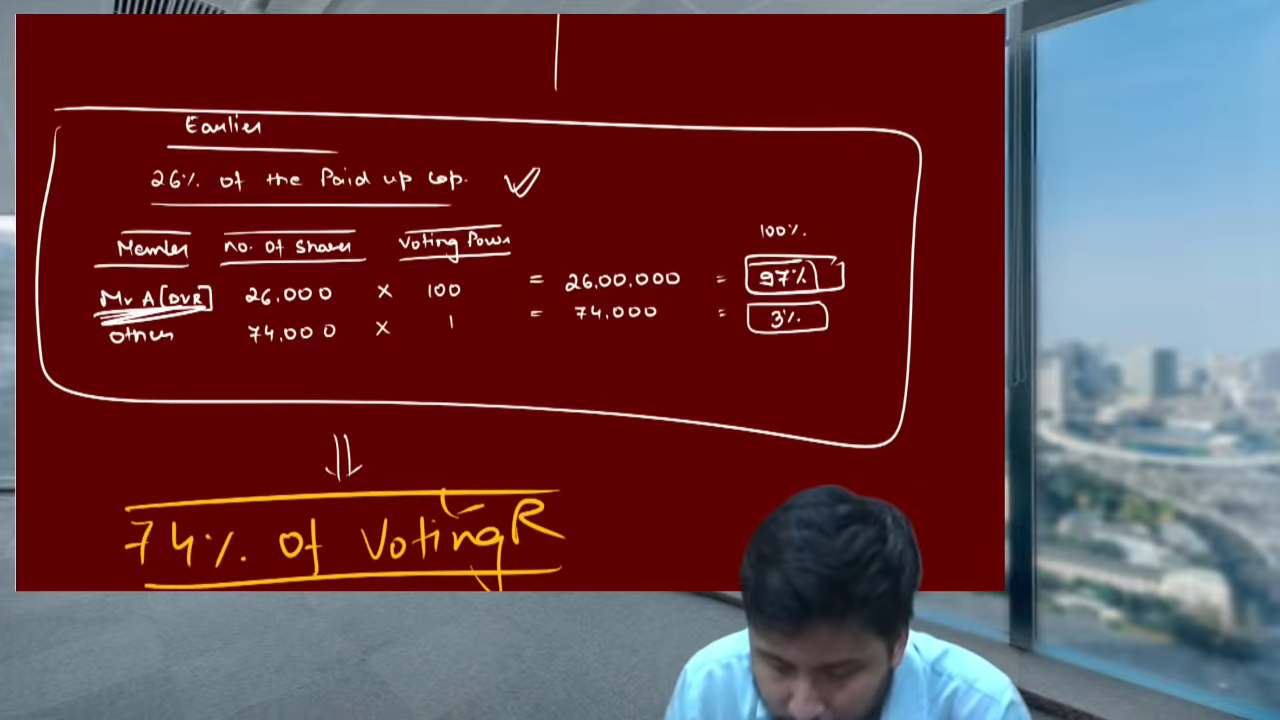 Earlier
26% of the Paid up cap.
100%.
Member no. of shares Voting Power
Mr A [DVR] 26,000 x 100 = 26,00,000 = 97%
others 74,000 x 1 = 74,000 = 3%.
74%. of Voting R